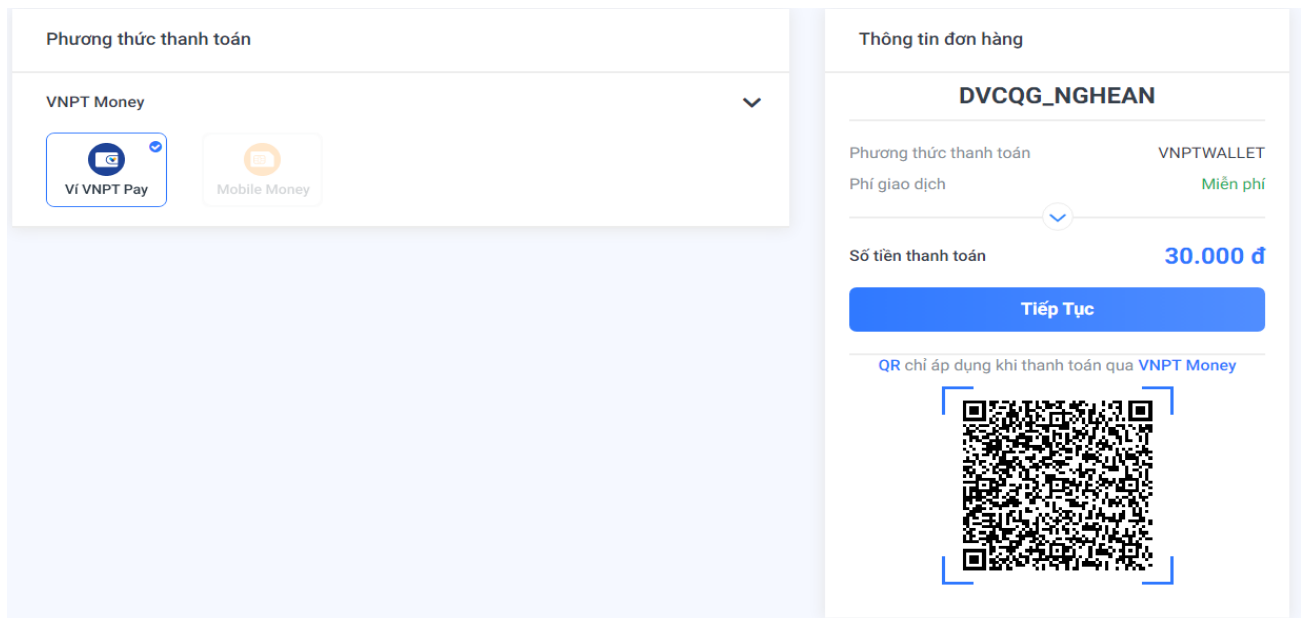 Phương thức thanh toán
VNPT Money
Ví VNPT Pay
Mobile Money
Thông tin đơn hàng
DVCQG_NGHEAN
Phương thức thanh toán VNPTWALLET
Phí giao dịch Miễn phí
Số tiền thanh toán 30.000 đ
Tiếp Tục
QR chỉ áp dụng khi thanh toán qua VNPT Money